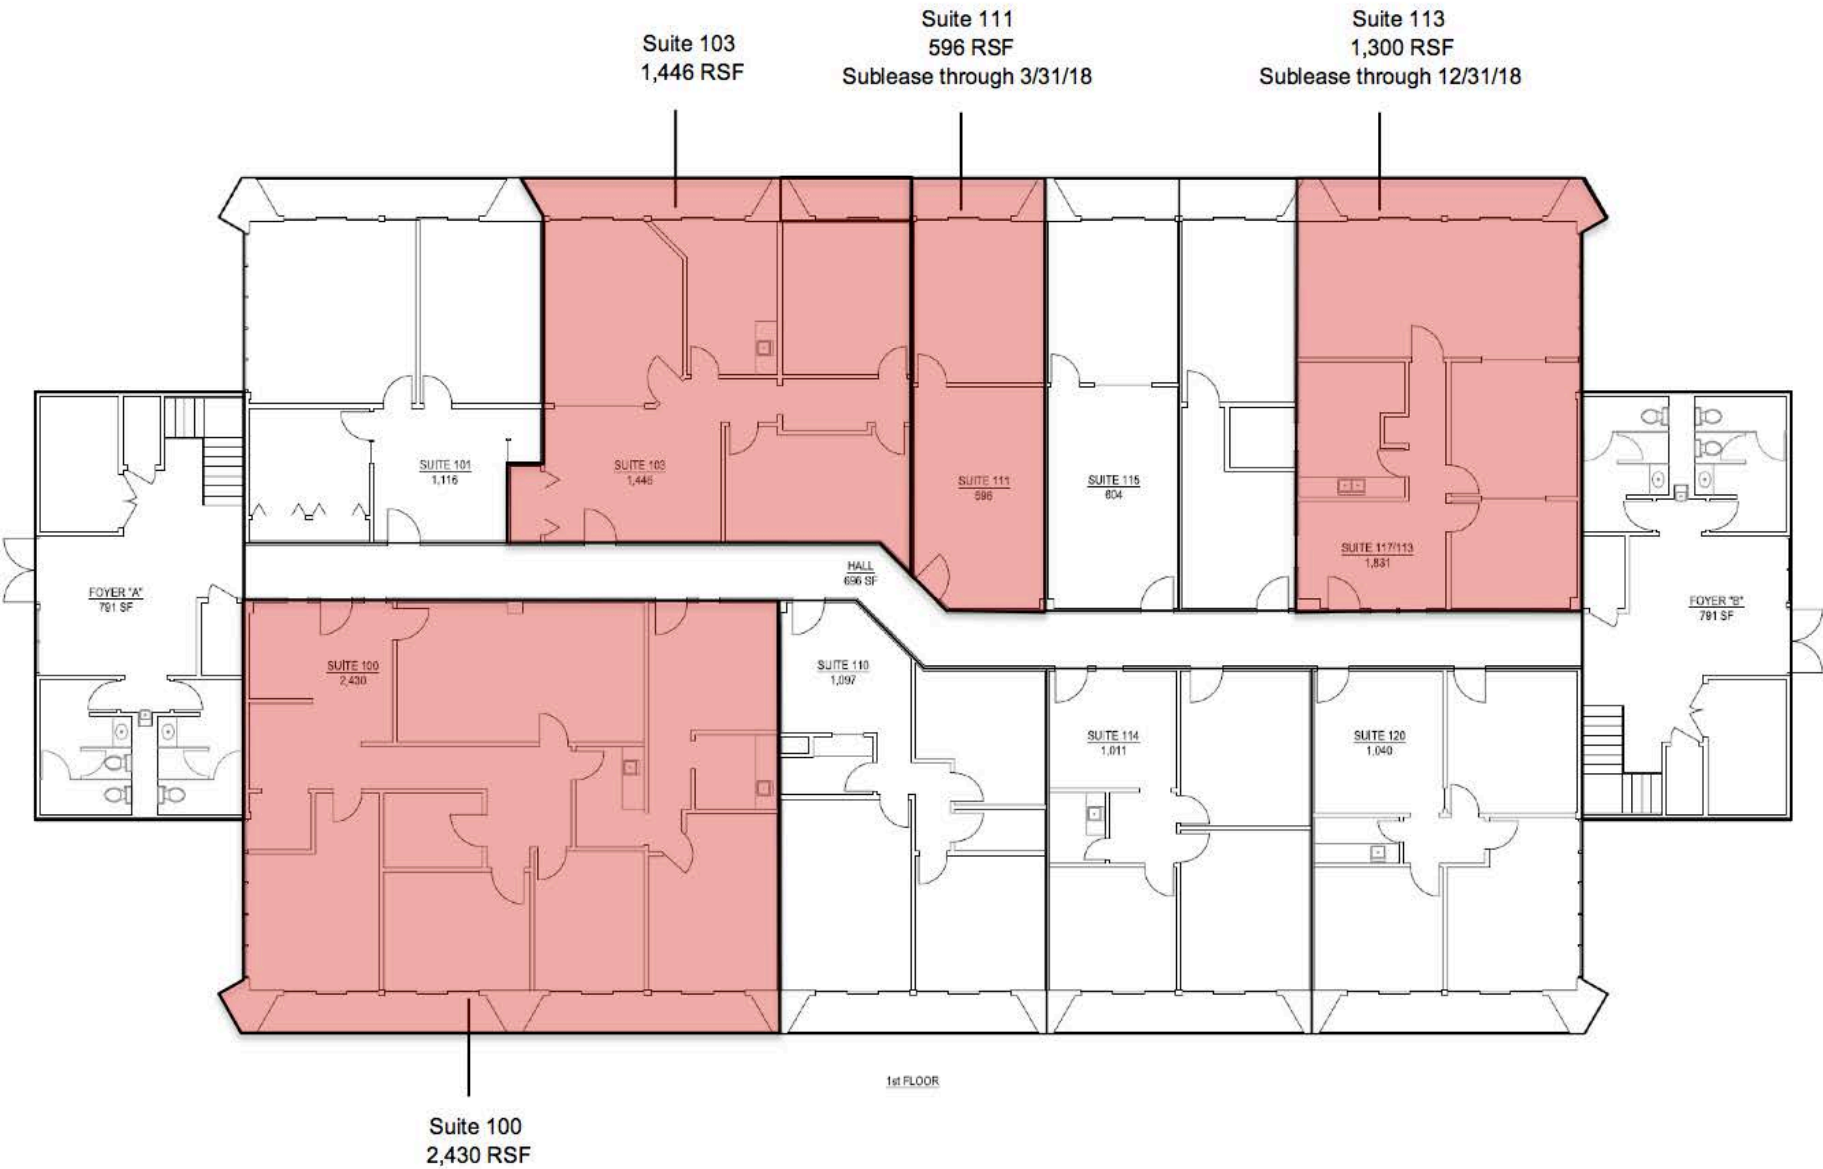 Suite 103
1,446 RSF
Suite 111
596 RSF
Sublease through 3/31/18
Suite 113
1,300 RSF
Sublease through 12/31/18
SUITE 101
1,116
SUITE 103
1,446
SUITE 111
596
SUITE 115
604
SUITE 117/113
1,831
HALL
696 SF
FOYER "A"
791 SF
FOYER "B"
791 SF
SUITE 100
2,430
SUITE 110
1,097
SUITE 114
1,011
SUITE 120
1,040
1st FLOOR
Suite 100
2,430 RSF